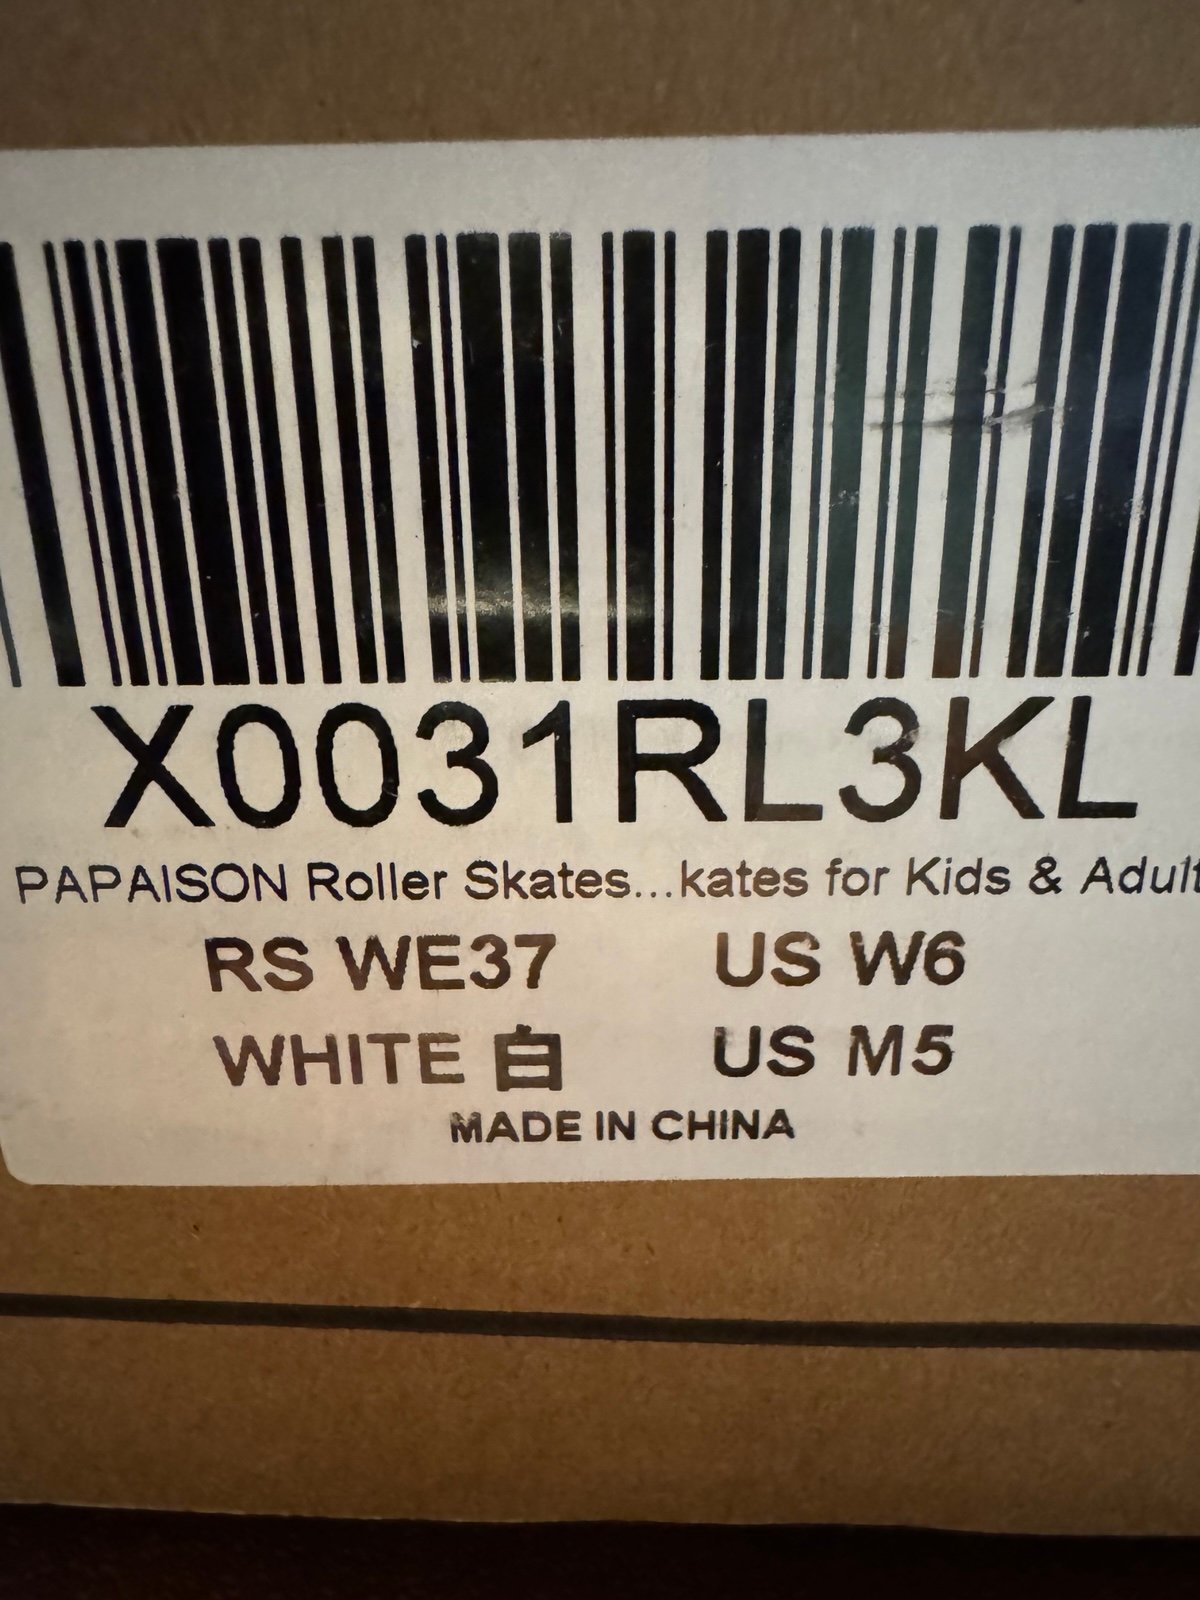 X0031RL3KL
PAPAISON Roller Skates...kates for Kids & Adult
RS WE37 US W6
WHITE 白 US M5
MADE IN CHINA